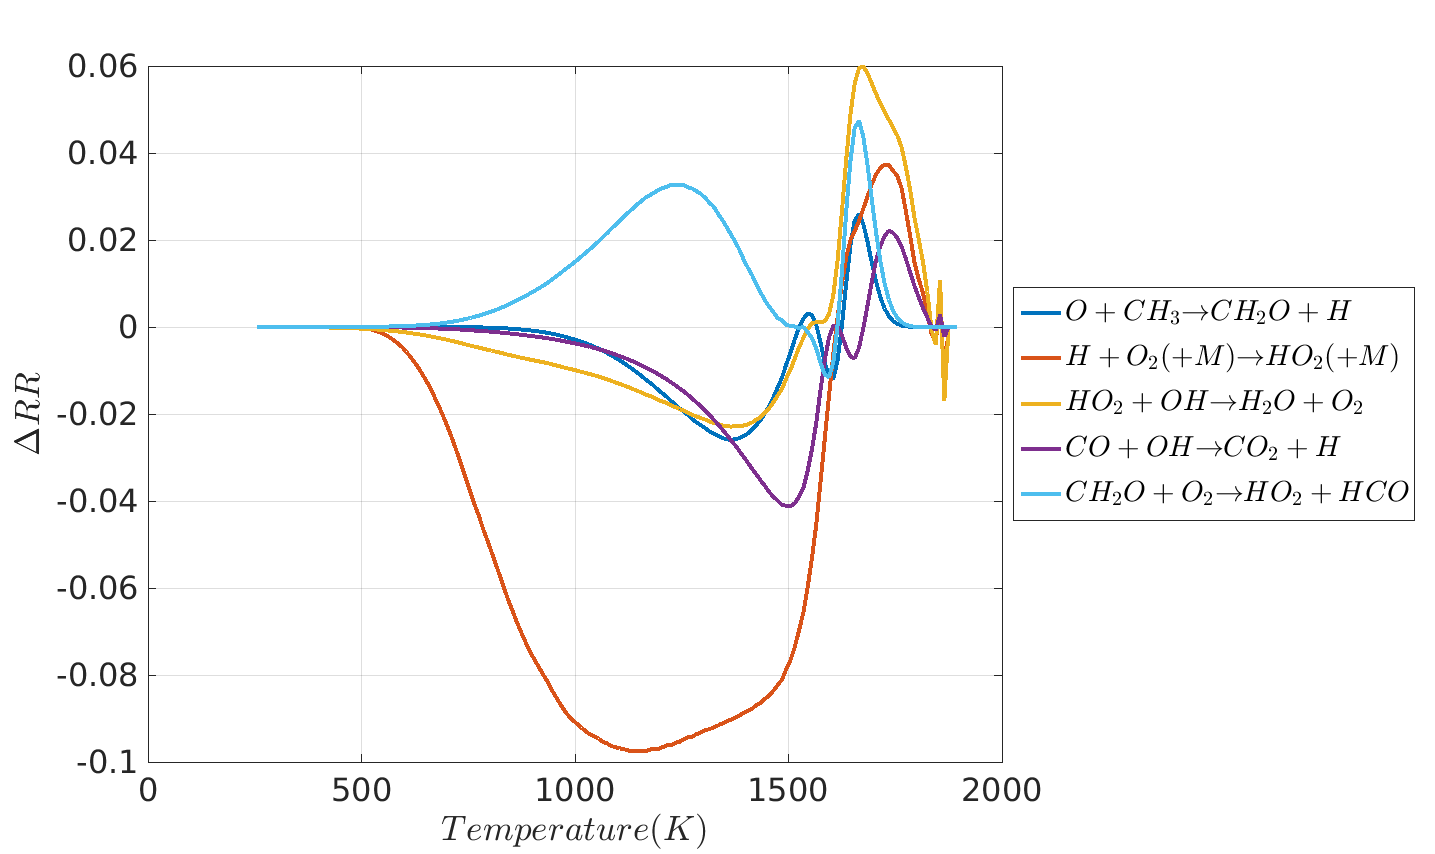 0.06
0.04
0.02
0
-0.02
-0.04
-0.06
-0.08
-0.1
ΔRR
0 500 1000 1500 2000
Temperature(K)
O + CH₃→CH₂O + H
H + O₂(+M)→HO₂(+M)
HO₂ + OH→H₂O + O₂
CO + OH→CO₂ + H
CH₂O + O₂→HO₂ + HCO